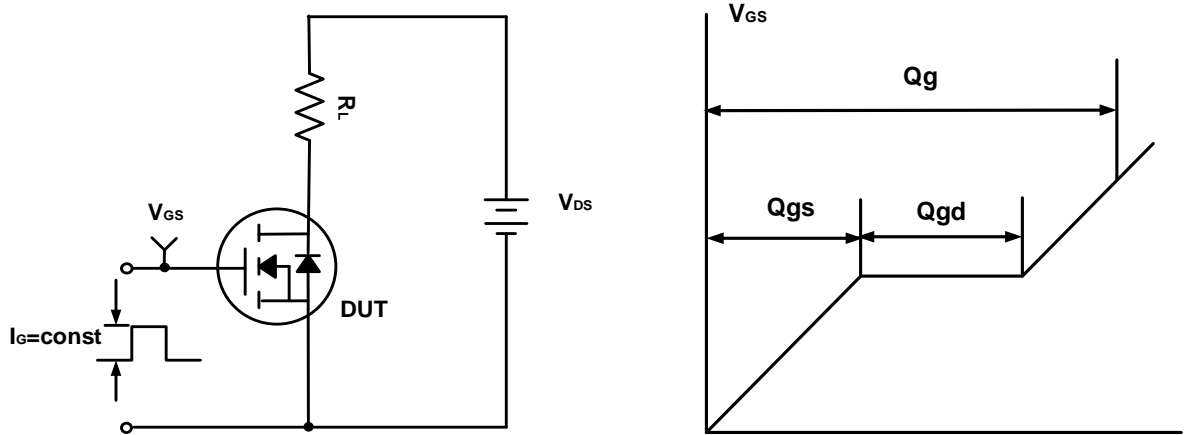 RL
VGS
VDS
DUT
IG=const
VGS
Qg
Qgs
Qgd